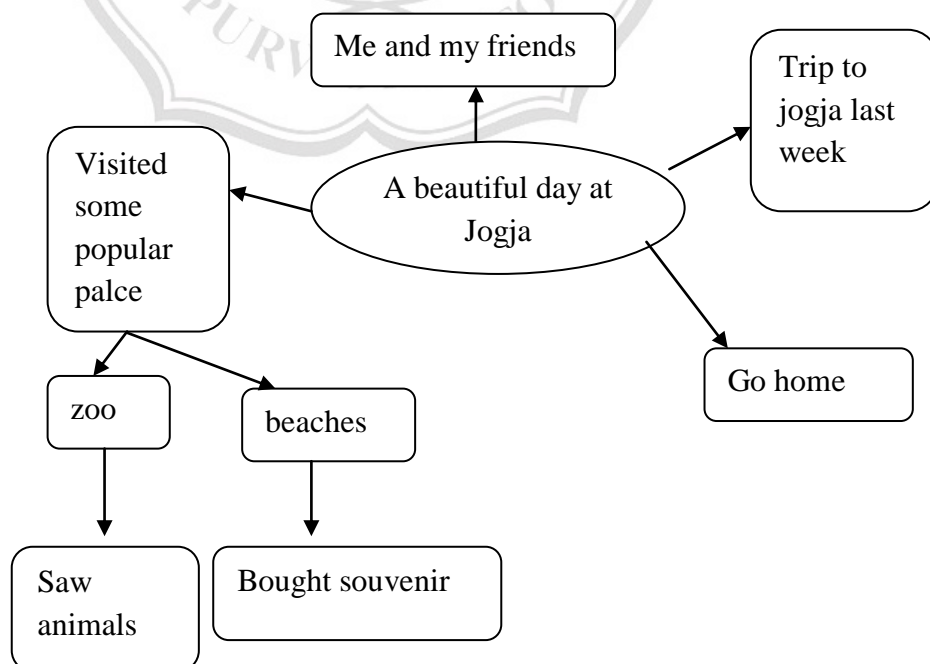 PURW
Me and my friends
Trip to
jogja last
week
A beautiful day at
Jogja
Visited
some
popular
palce
Go home
zoo
beaches
Saw
animals
Bought souvenir